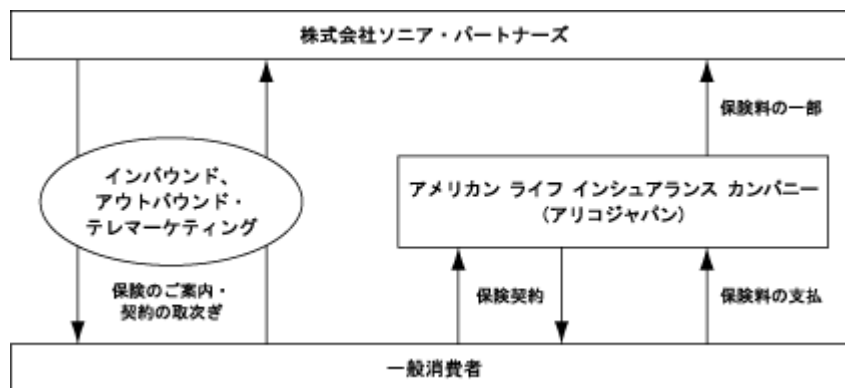 株式会社ソニア・パートナーズ
保険料の一部
インバウンド、
アウトバウンド・
テレマーケティング
アメリカン ライフ インシュアランス カンパニー
(アリコジャパン)
保険のご案内・
契約の取次ぎ
保険契約
保険料の支払
一般消費者